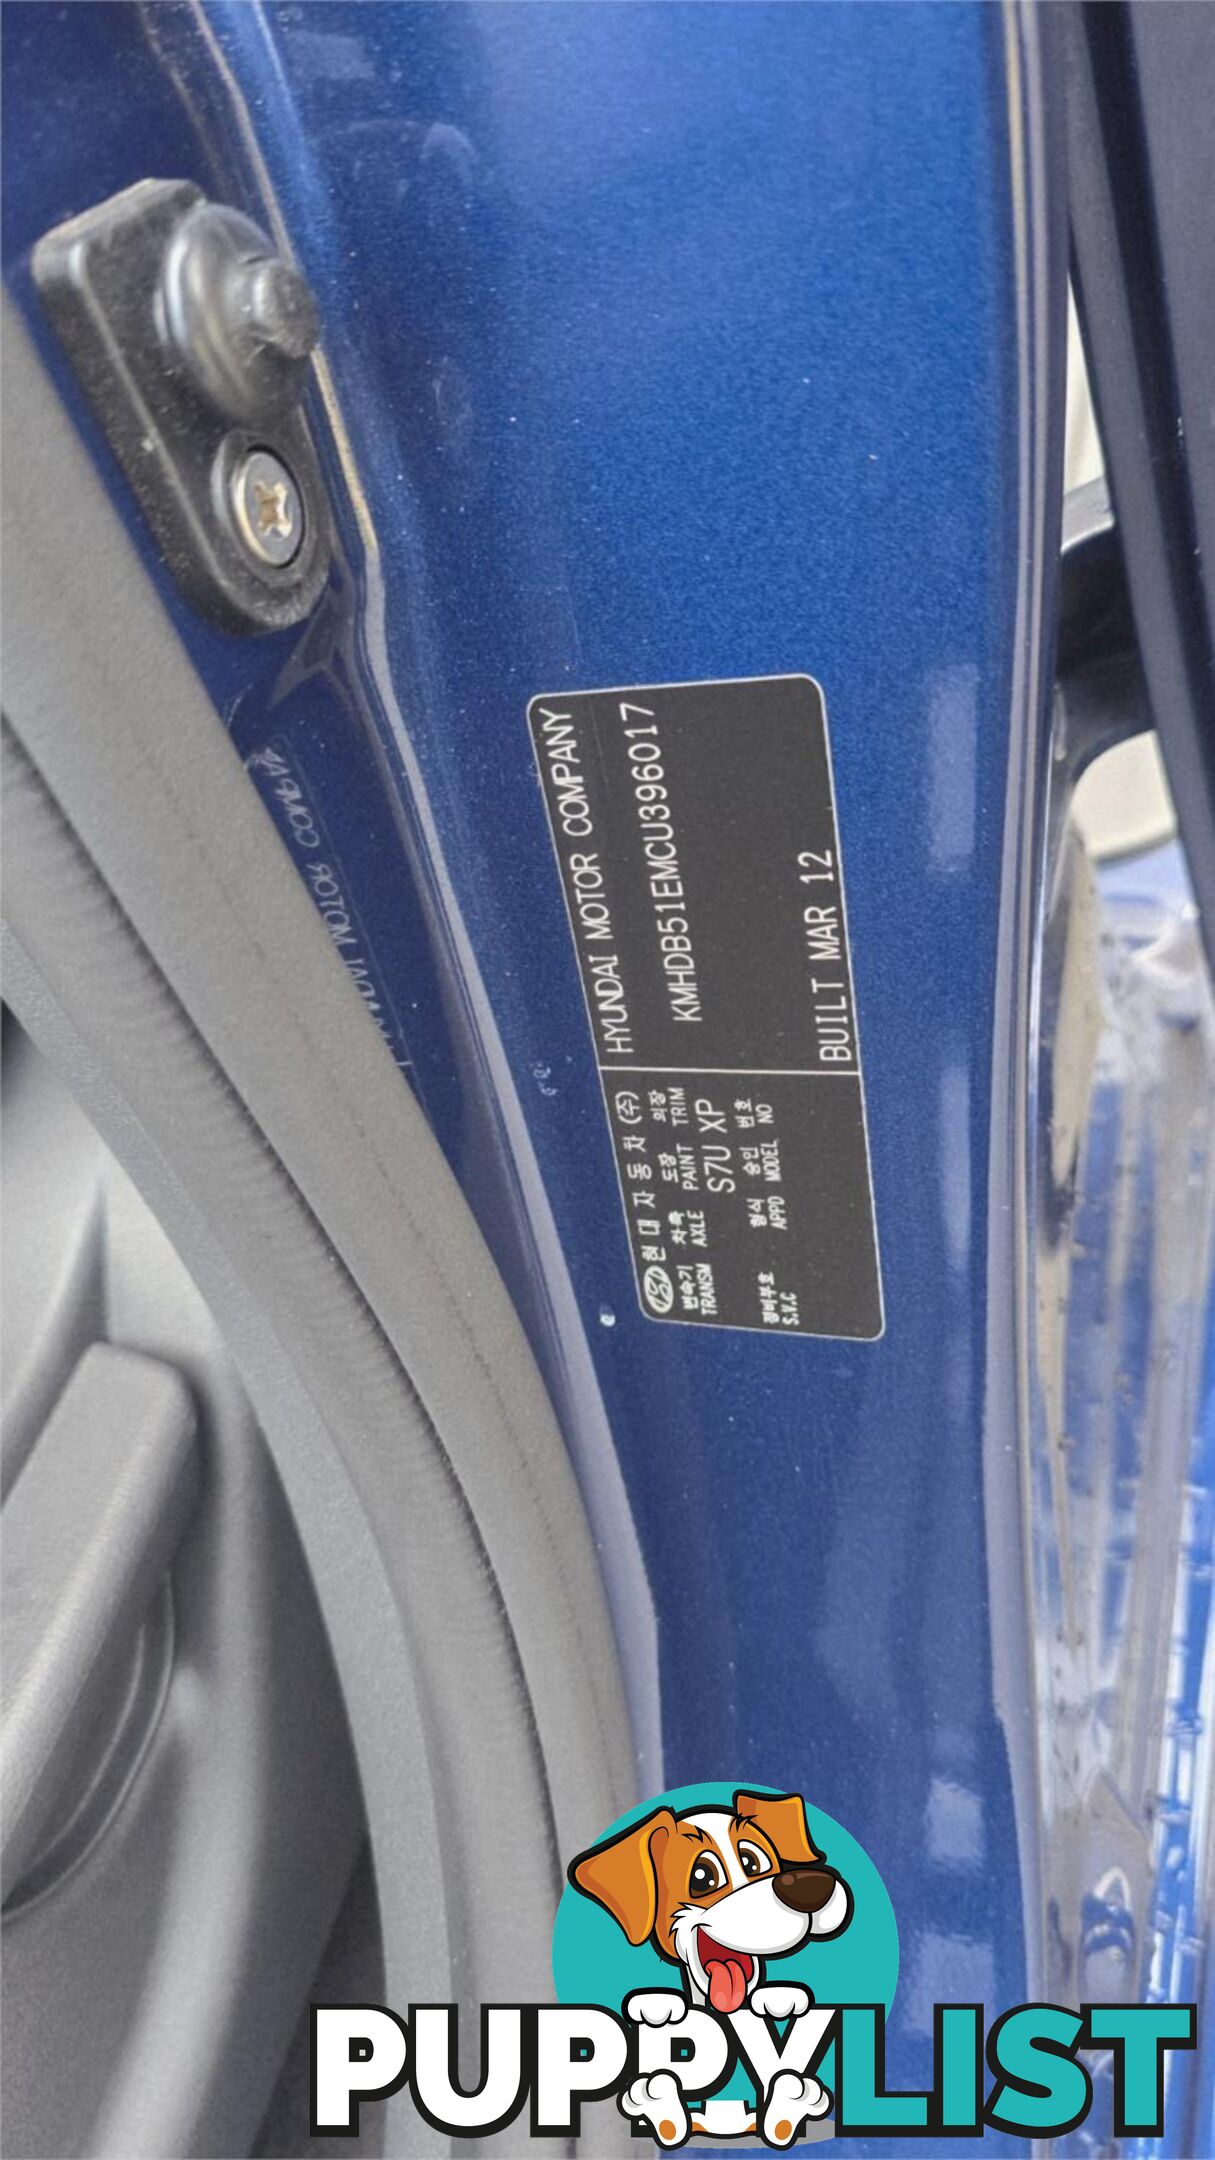 HYUNDAI MOTOR COMPANY
KMHDB51EMCU396017
BUILT MAR 12
현대자동차(주)
변속기 차축 도장 의장
TRANSM AXLE PAINT TRIM
S7U XP
정비부호 형식 승인 번호
S.V.C APPD MODEL NO
PUPPYLIST